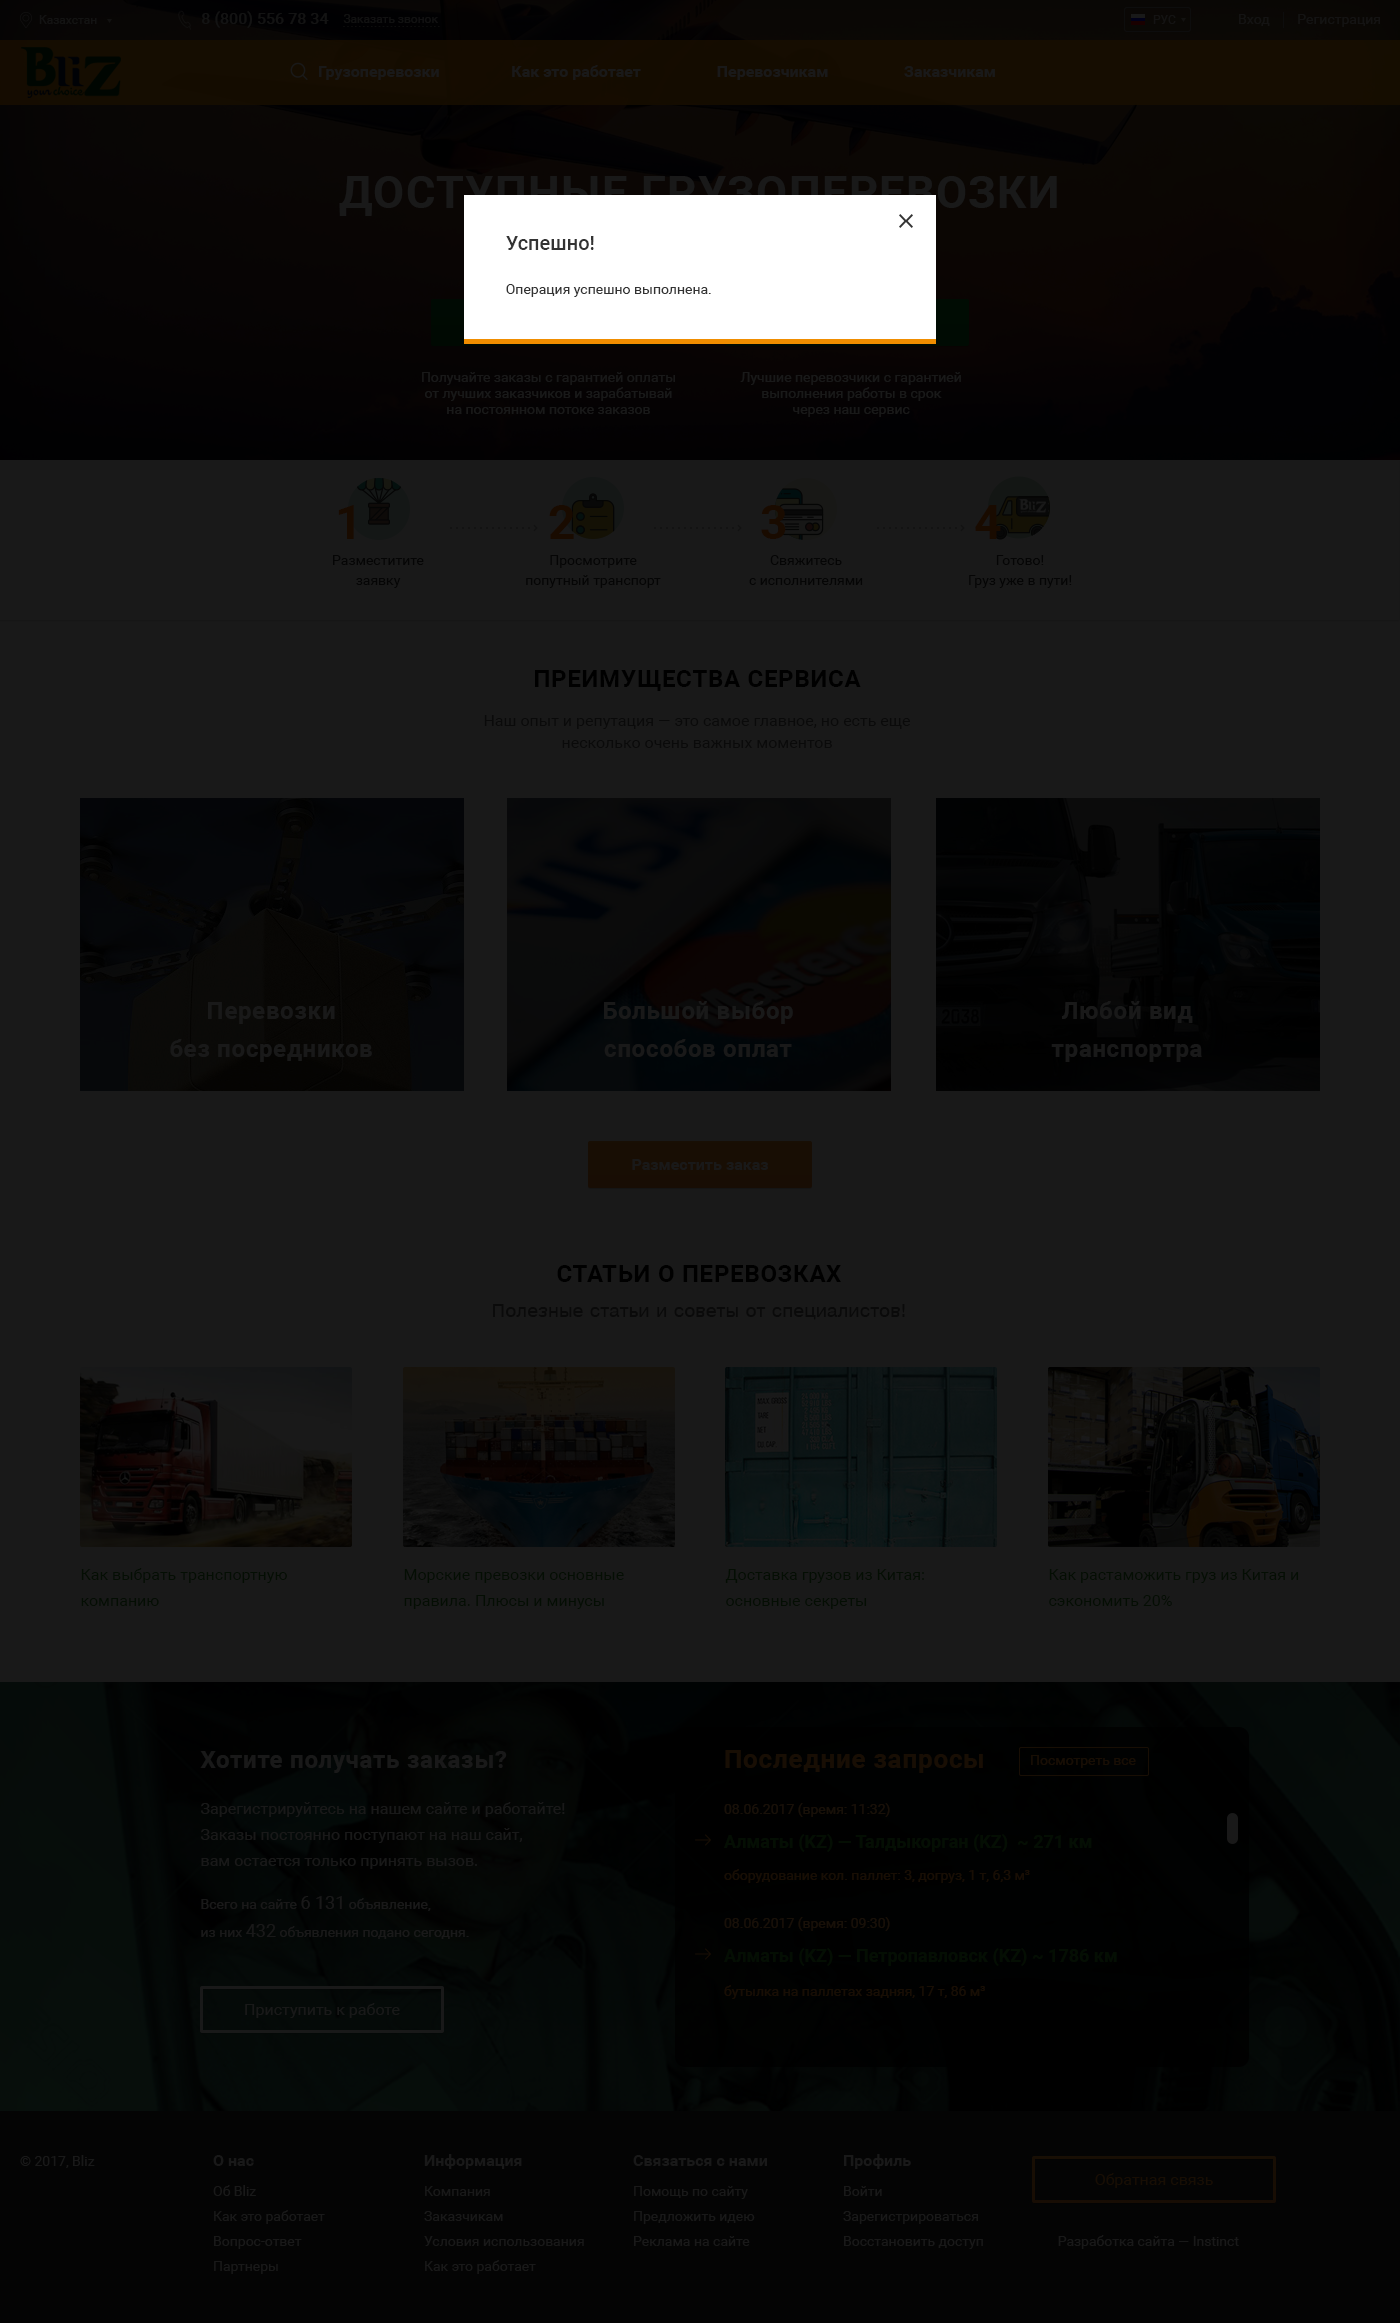 Казахстан
8 (800) 556 78 34
Заказать звонок
РУС
Вход
Регистрация
BliZ
your choice
Грузоперевозки
Как это работает
Перевозчикам
Заказчикам
ДОСТУПНЫЕ ГРУЗОПЕРЕВОЗКИ
Успешно!
Операция успешно выполнена.
Получайте заказы с гарантией оплаты
от лучших заказчиков и зарабатывай
на постоянном потоке заказов
Лучшие перевозчики с гарантией
выполнения работы в срок
через наш сервис
1
2
3
4
BliZ
Разместитите
заявку
Просмотрите
попутный транспорт
Свяжитесь
с исполнителями
Готово!
Груз уже в пути!
ПРЕИМУЩЕСТВА СЕРВИСА
Наш опыт и репутация — это самое главное, но есть еще
несколько очень важных моментов
VISA
MasterC
2038
Перевозки
без посредников
Большой выбор
способов оплат
Любой вид
транспортра
Разместить заказ
СТАТЬИ О ПЕРЕВОЗКАХ
Полезные статьи и советы от специалистов!
Как выбрать транспортную
компанию
Морские превозки основные
правила. Плюсы и минусы
Доставка грузов из Китая:
основные секреты
Как растаможить груз из Китая и
сэкономить 20%
Хотите получать заказы?
Зарегистрируйтесь на нашем сайте и работайте!
Заказы постоянно поступают на наш сайт,
вам остается только принять вызов.
Всего на сайте 6 131 объявление,
из них 432 объявления подано сегодня.
Приступить к работе
Последние запросы
Посмотреть все
08.06.2017 (время: 11:32)
Алматы (KZ) — Талдыкорган (KZ) ~ 271 км
оборудование кол. паллет: 3, догруз, 1 т, 6,3 м³
08.06.2017 (время: 09:30)
Алматы (KZ) — Петропавловск (KZ) ~ 1786 км
бутылка на паллетах задняя, 17 т, 86 м³
© 2017, Bliz
О нас
Об Bliz
Как это работает
Вопрос-ответ
Партнеры
Информация
Компания
Заказчикам
Условия использования
Как это работает
Связаться с нами
Помощь по сайту
Предложить идею
Реклама на сайте
Профиль
Войти
Зарегистрироваться
Восстановить доступ
Обратная связь
Разработка сайта — Instinct